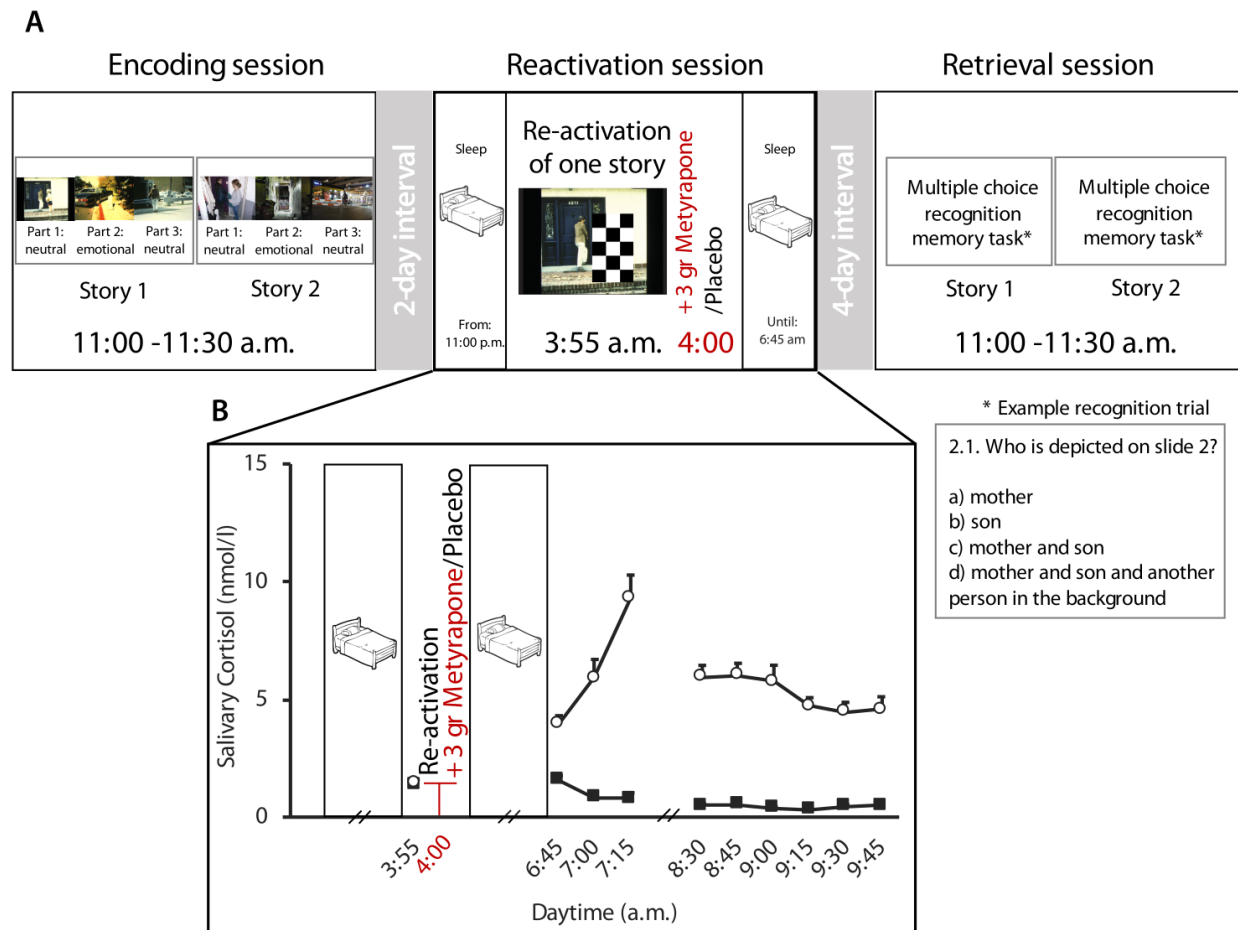 A
Encoding session
Reactivation session
Retrieval session
Part 1:
neutral
Part 2:
emotional
Part 3:
neutral
Part 1:
neutral
Part 2:
emotional
Part 3:
neutral
Story 1
Story 2
11:00 -11:30 a.m.
2-day interval
Sleep
From:
11:00 p.m.
Re-activation
of one story
3:55 a.m.
+ 3 gr Metyrapone
/Placebo
4:00
Sleep
Until:
6:45 am
4-day interval
Multiple choice
recognition
memory task*
Multiple choice
recognition
memory task*
Story 1
Story 2
11:00 -11:30 a.m.
* Example recognition trial
2.1. Who is depicted on slide 2?
a) mother
b) son
c) mother and son
d) mother and son and another
person in the background
B
Salivary Cortisol (nmol/l)
15
10
5
0
Re-activation
+ 3 gr Metyrapone/Placebo
3:55
4:00
6:45
7:00
7:15
8:30
8:45
9:00
9:15
9:30
9:45
Daytime (a.m.)